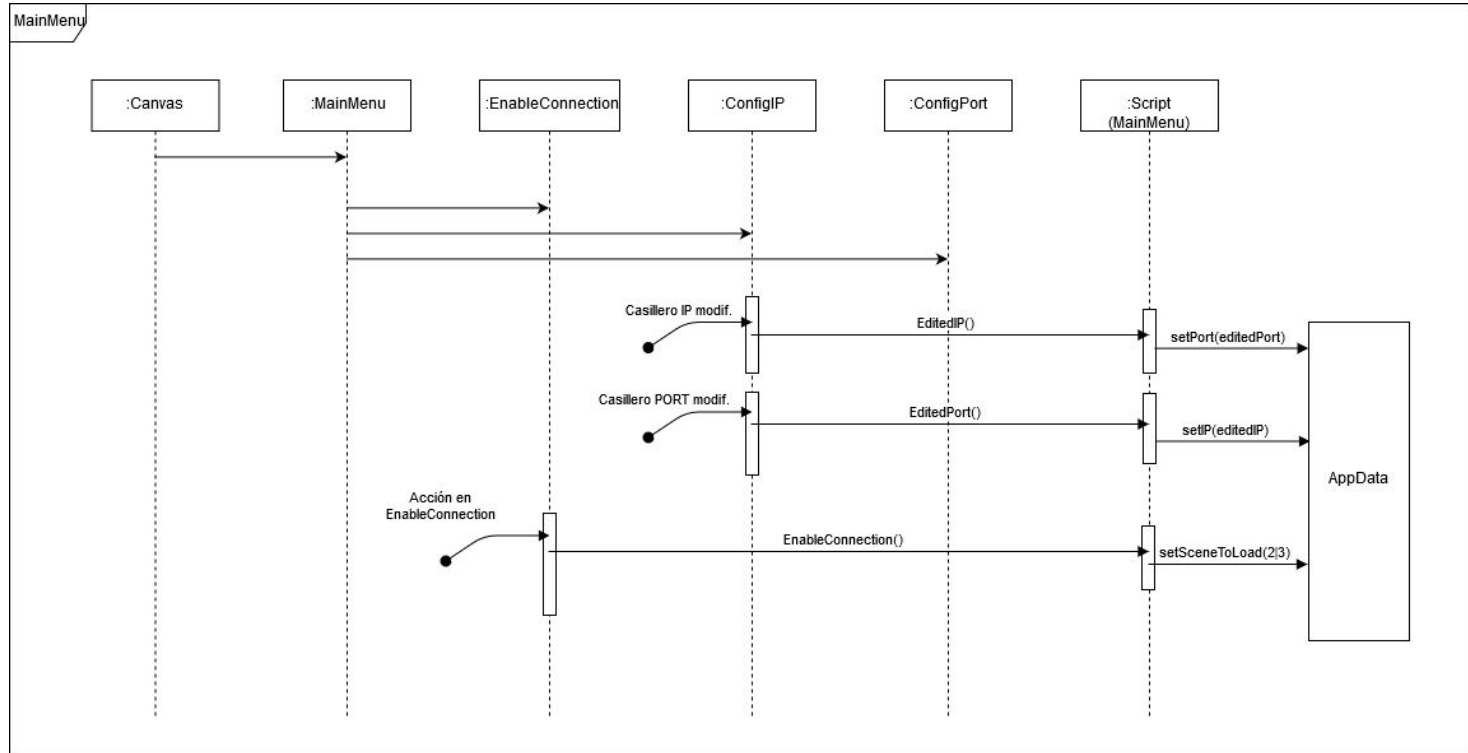 MainMenu
:Canvas
:MainMenu
:EnableConnection
:ConfigIP
:ConfigPort
:Script
(MainMenu)
Casillero IP modif.
EditedIP()
setPort(editedPort)
Casillero PORT modif.
EditedPort()
setIP(editedIP)
AppData
Acción en
EnableConnection
EnableConnection()
setSceneToLoad(2|3)